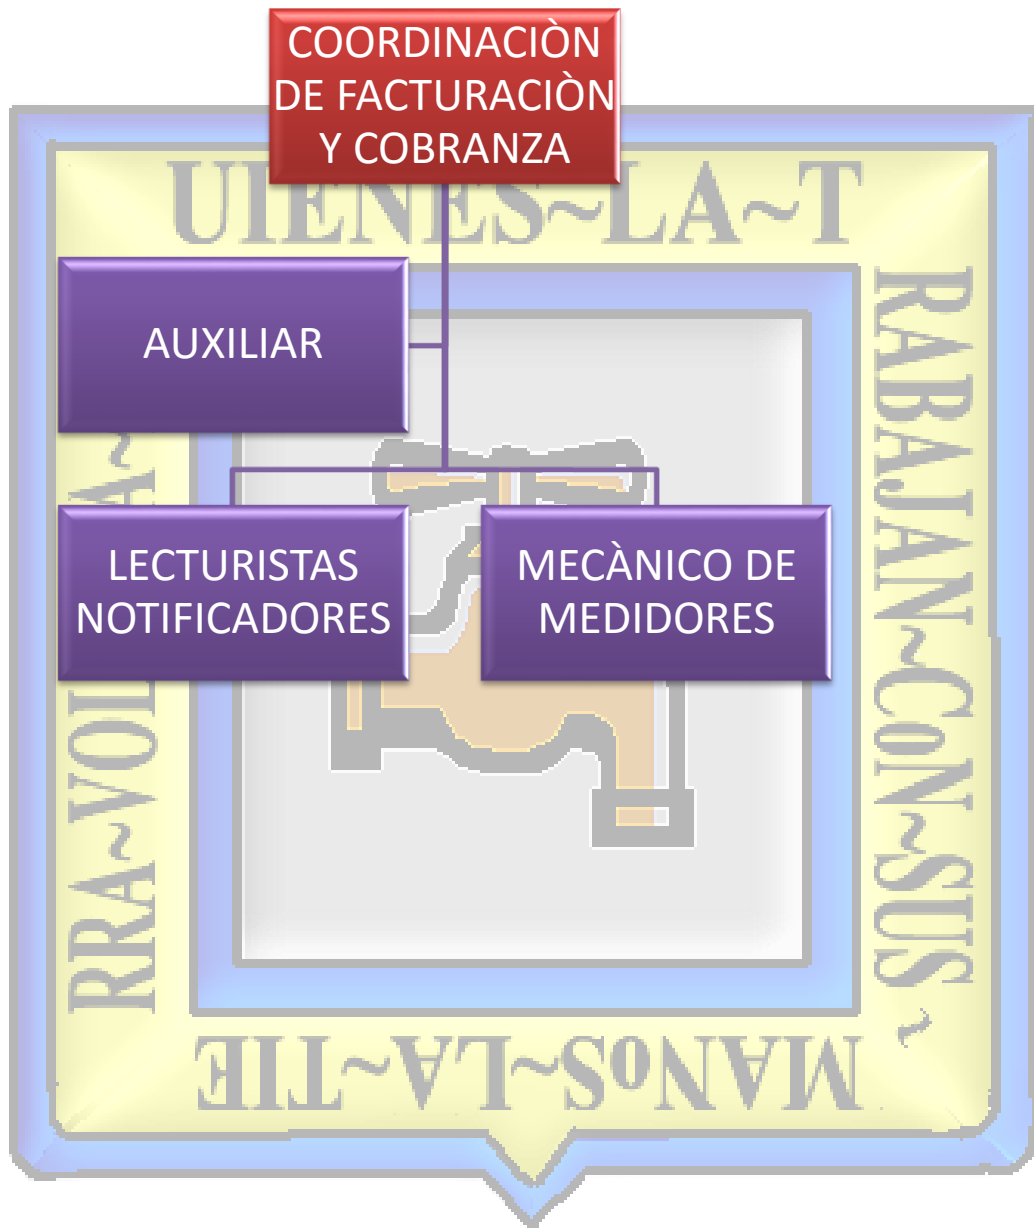 COORDINACIÒN
DE FACTURACIÒN
Y COBRANZA
UIENES~LA~T
RABAJAN~CoN~SUS~
MANoS~LA~TIE
RRA~VOL
AUXILIAR
LECTURISTAS
NOTIFICADORES
MECÀNICO DE
MEDIDORES